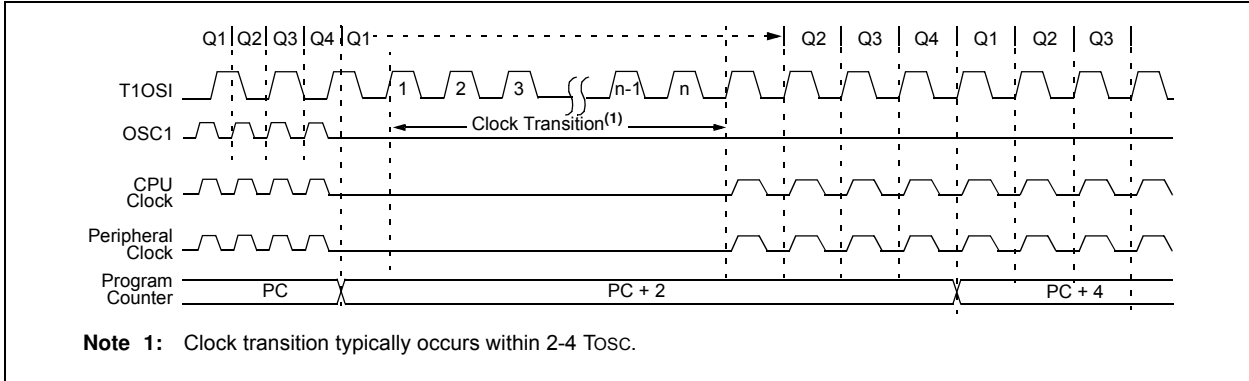 Q1 Q2 Q3 Q4 Q1 Q2 Q3 Q4 Q1 Q2 Q3
T1OSI 1 2 3 n-1 n
Clock Transition(1)
OSC1
CPU
Clock
Peripheral
Clock
Program
Counter
PC PC + 2 PC + 4
Note 1: Clock transition typically occurs within 2-4 TOSC.